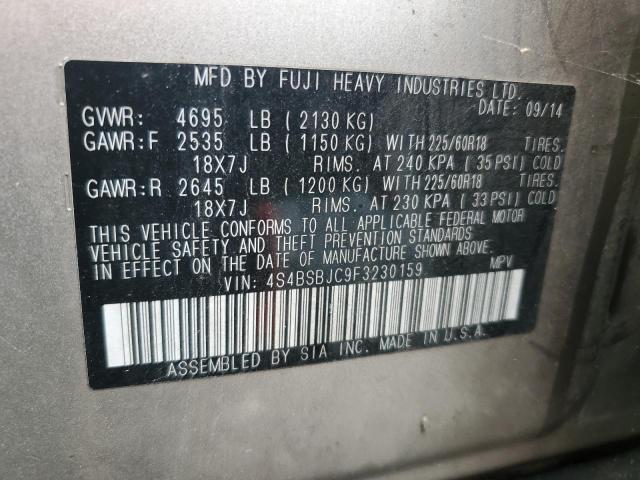 MFD BY FUJI HEAVY INDUSTRIES LTD.
DATE: 09/14
GVWR: 4695 LB ( 2130 KG)
GAWR:F 2535 LB ( 1150 KG) WITH 225/60R18 TIRES.
18X7J RIMS. AT 240 KPA ( 35 PSI) COLD
GAWR:R 2645 LB ( 1200 KG) WITH 225/60R18 TIRES.
18X7J RIMS. AT 230 KPA ( 33 PSI) COLD
THIS VEHICLE CONFORMS TO ALL APPLICABLE FEDERAL MOTOR
VEHICLE SAFETY AND THEFT PREVENTION STANDARDS
IN EFFECT ON THE DATE OF MANUFACTURE SHOWN ABOVE.
VIN: 4S4BSBJC9F3230159 MPV
ASSEMBLED BY SIA INC. MADE IN U.S.A.